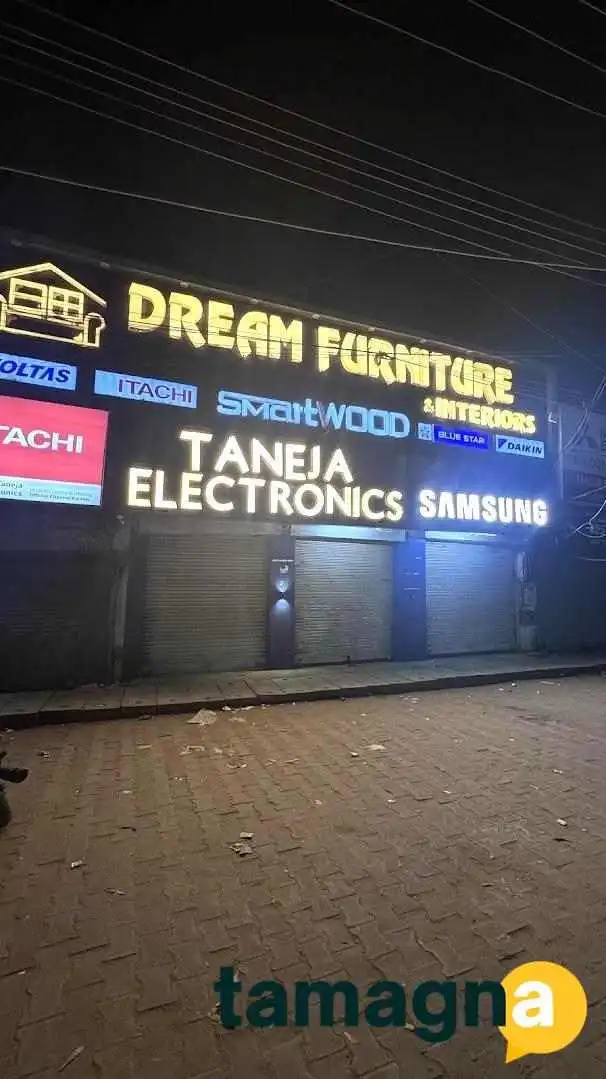 DREAM FURNITURE
& INTERIORS
OLTAS
ITACHI
SMartWOOD
BLUE STAR
DAIKIN
TACHI
TANEJA
ELECTRONICS
SAMSUNG
tamagna